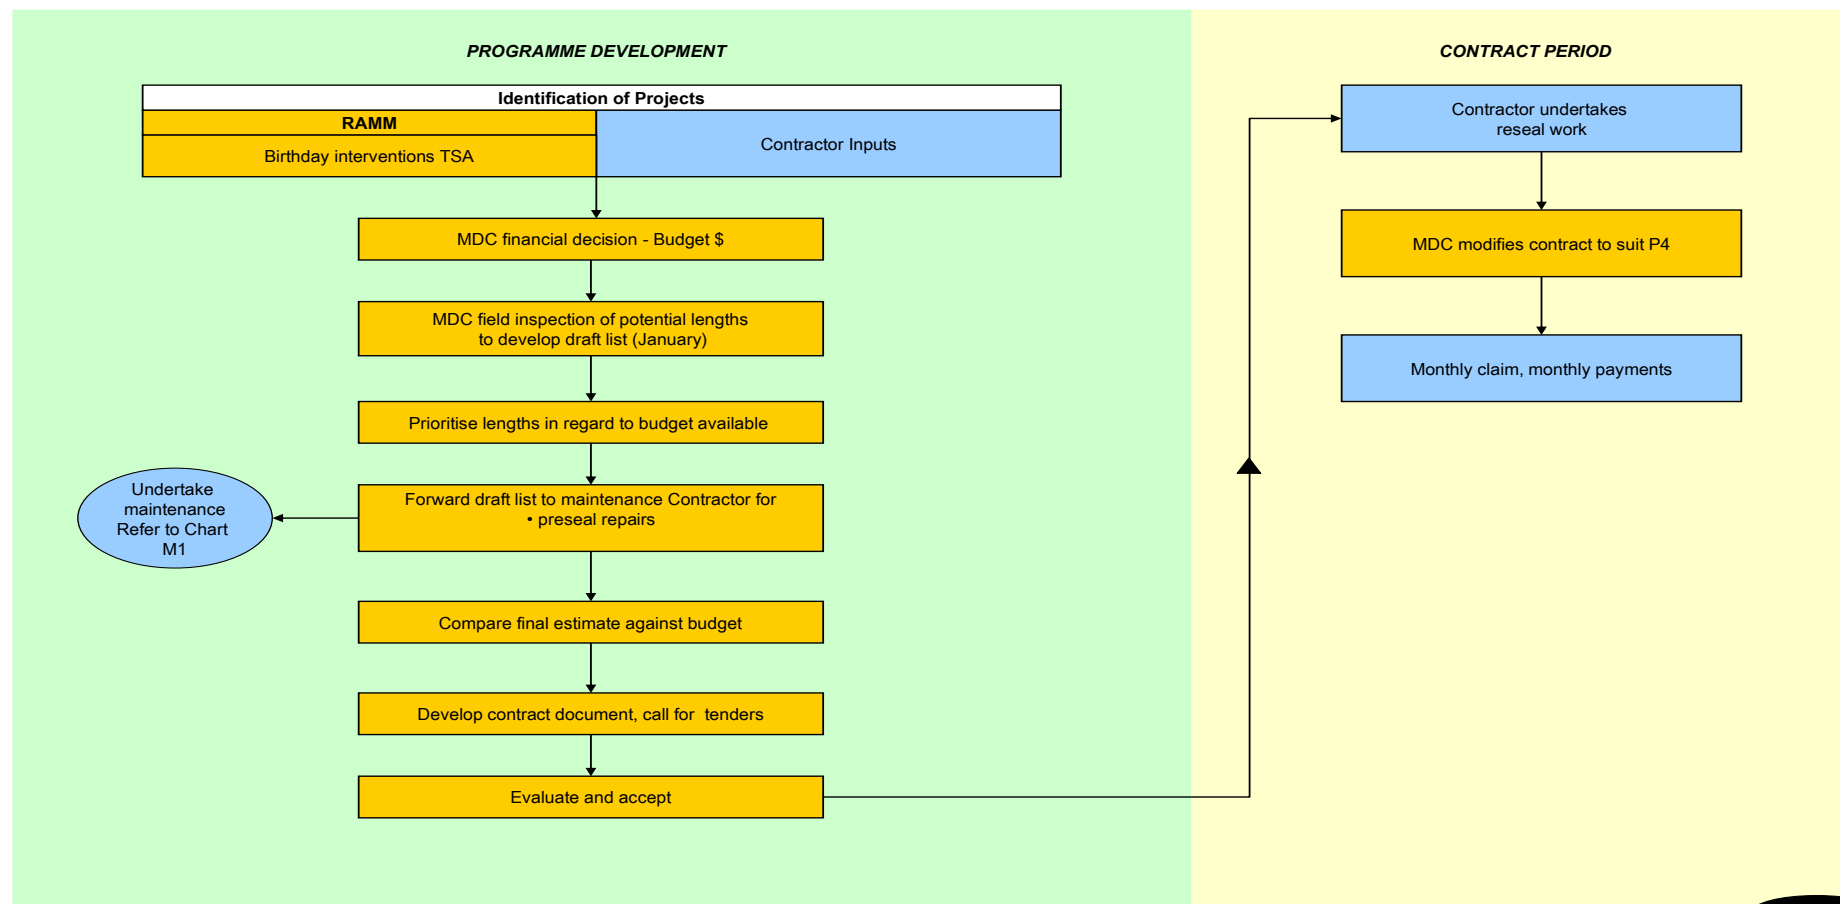 PROGRAMME DEVELOPMENT
Identification of Projects
RAMM
Birthday interventions TSA
Contractor Inputs
MDC financial decision - Budget $
MDC field inspection of potential lengths
to develop draft list (January)
Prioritise lengths in regard to budget available
Forward draft list to maintenance Contractor for
• preseal repairs
Undertake
maintenance
Refer to Chart
M1
Compare final estimate against budget
Develop contract document, call for  tenders
Evaluate and accept
CONTRACT PERIOD
Contractor undertakes
reseal work
MDC modifies contract to suit P4
Monthly claim, monthly payments